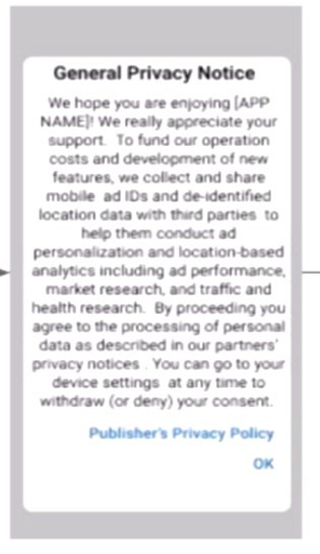 General Privacy Notice
We hope you are enjoying [APP
NAME]! We really appreciate your
support. To fund our operation
costs and development of new
features, we collect and share
mobile ad IDs and de-identified
location data with third parties to
help them conduct ad
personalization and location-based
analytics including ad performance,
market research, and traffic and
health research. By proceeding you
agree to the processing of personal
data as described in our partners'
privacy notices . You can go to your
device settings at any time to
withdraw (or deny) your consent.
Publisher's Privacy Policy
OK